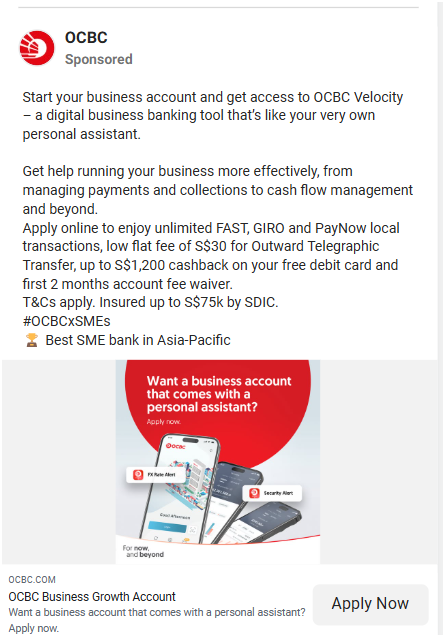 OCBC
Sponsored
Start your business account and get access to OCBC Velocity
– a digital business banking tool that's like your very own
personal assistant.
Get help running your business more effectively, from
managing payments and collections to cash flow management
and beyond.
Apply online to enjoy unlimited FAST, GIRO and PayNow local
transactions, low flat fee of S$30 for Outward Telegraphic
Transfer, up to S$1,200 cashback on your free debit card and
first 2 months account fee waiver.
T&Cs apply. Insured up to S$75k by SDIC.
#OCBCxSMEs
🏆 Best SME bank in Asia-Pacific
Want a business account
that comes with a
personal assistant?
Apply now.
OCBC
FX Rate Alert
Security Alert
Good Afternoon!
For now,
and beyond
OCBC.COM
OCBC Business Growth Account
Want a business account that comes with a personal assistant?
Apply now.
Apply Now